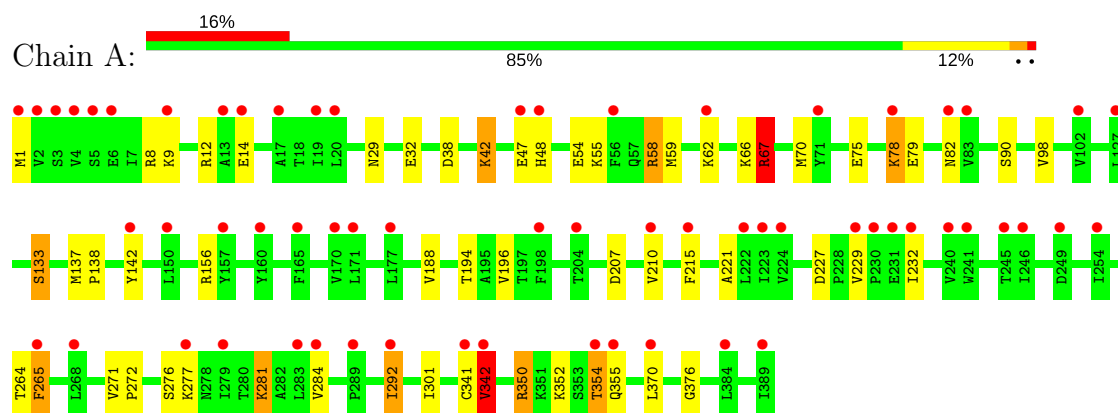 16%
Chain A:
85% 12% • •
M1 V2 S3 V4 S5 E6 I7 R8 K9 R12 A13 E14 A17 T18 I19 L20 N29 E32 D38 K42 E47 H48 E54 K55 F56 Q57 R58 M59 K62 K66 R67 M70 Y71 E75 K78 E79 N82 V83 S90 V98 Y102 L127
S133 M137 P138 Y142 L150 R156 Y157 Y160 F165 V170 L171 L177 V188 T194 A195 V196 T197 F198 T204 D207 V210 F215 A221 L222 I223 V224 D227 P228 V229 P230 E231 I232 V240 W241 T245 I246 D249 I254
T264 F265 L268 V271 P272 S276 K277 N278 I279 T280 K281 A282 L283 V284 P289 I292 I301 C341 V342 R350 K351 K352 S353 T354 Q355 L370 G376 L384 I389